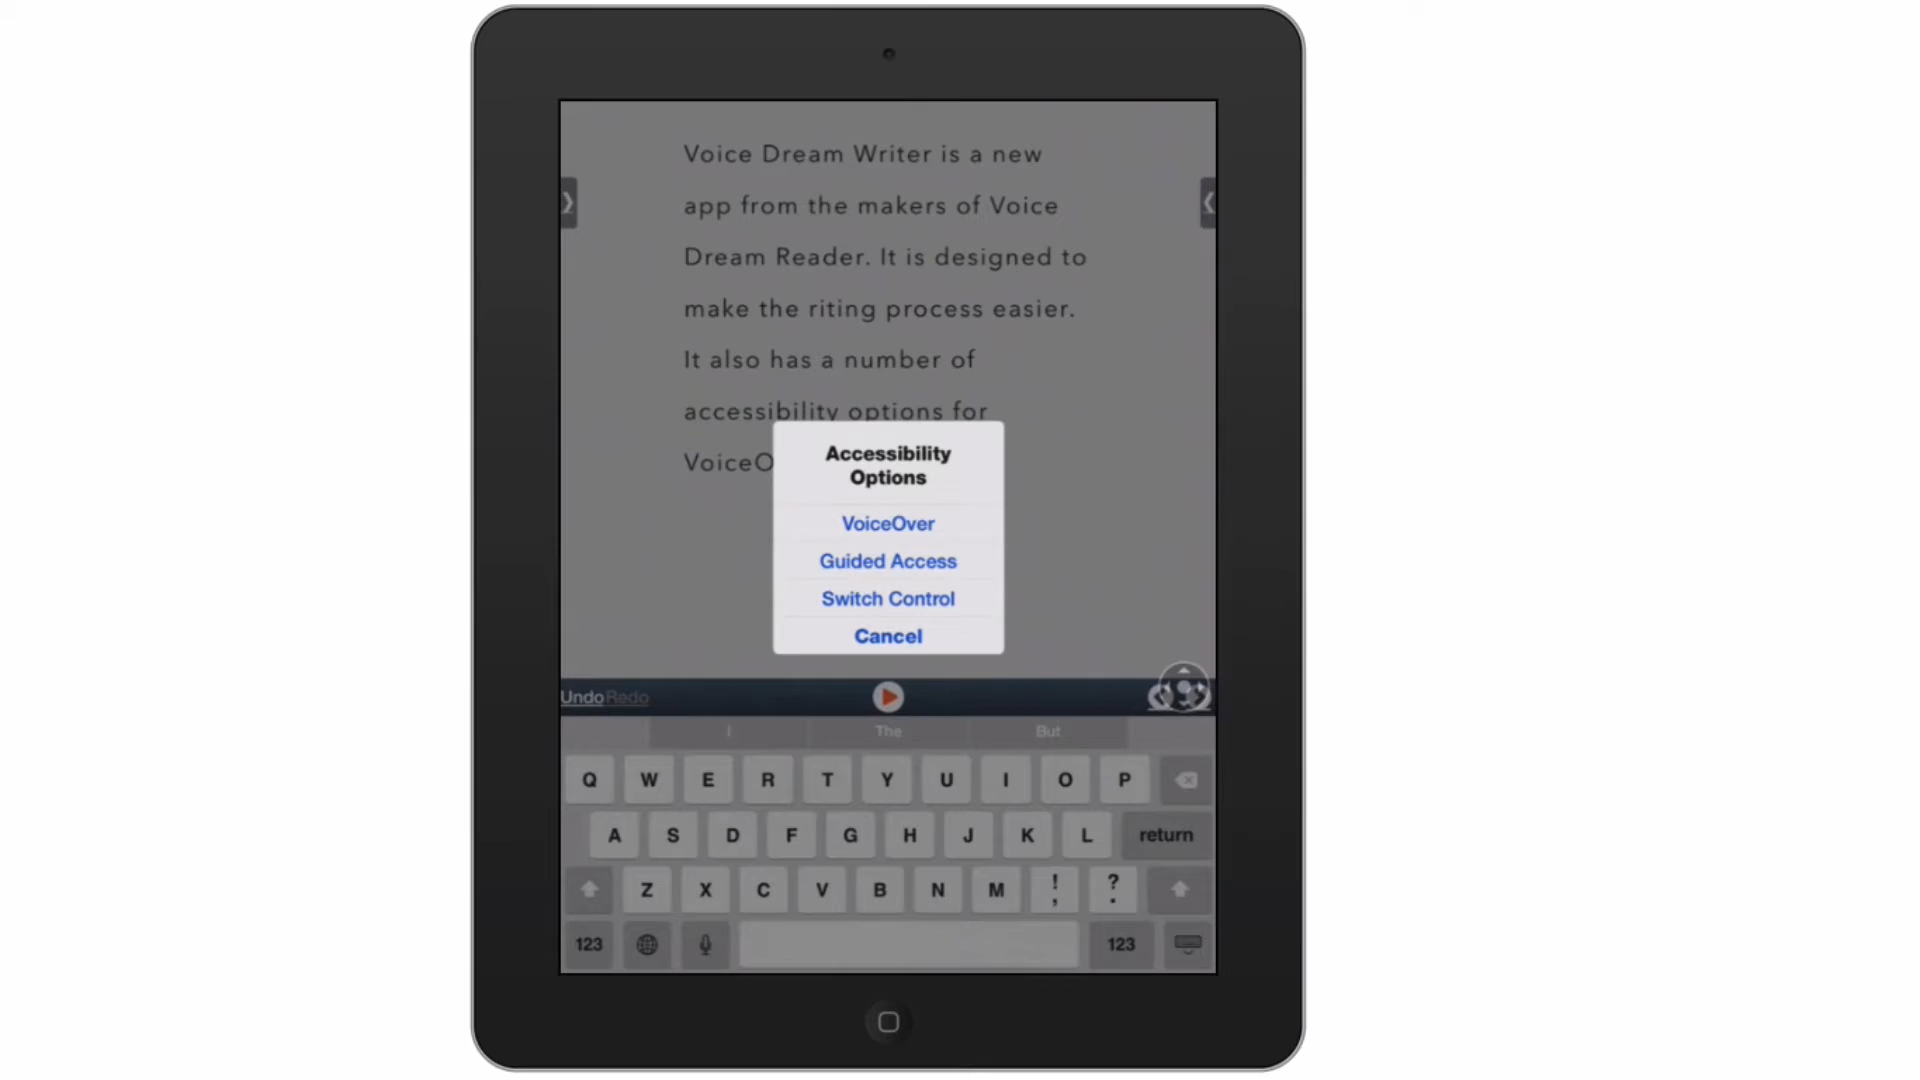 Voice Dream Writer is a new
app from the makers of Voice
Dream Reader. It is designed to
make the riting process easier.
It also has a number of
accessibility options for
VoiceO
Accessibility
Options
VoiceOver
Guided Access
Switch Control
Cancel
Undo Redo
I The But
Q W E R T Y U I O P
A S D F G H J K L return
Z X C V B N M ! , ? .
123 123